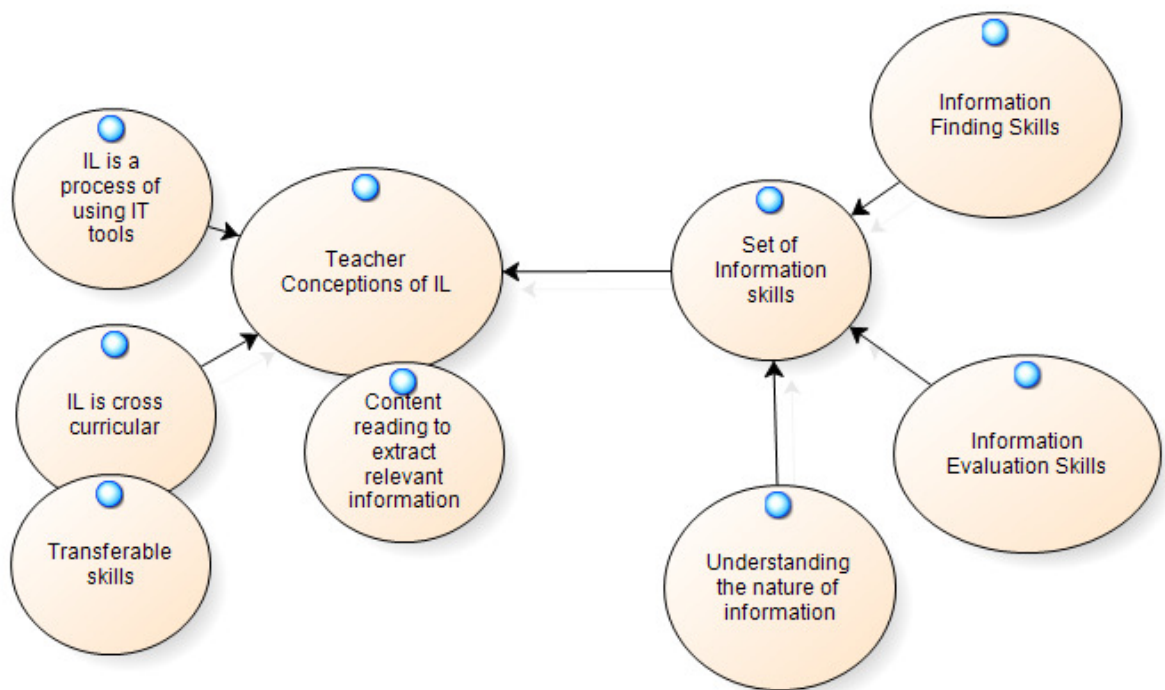 IL is a
process of
using IT
tools
Teacher
Conceptions of IL
IL is cross
curricular
Transferable
skills
Content
reading to
extract
relevant
information
Set of
Information
skills
Information
Finding Skills
Information
Evaluation Skills
Understanding
the nature of
information